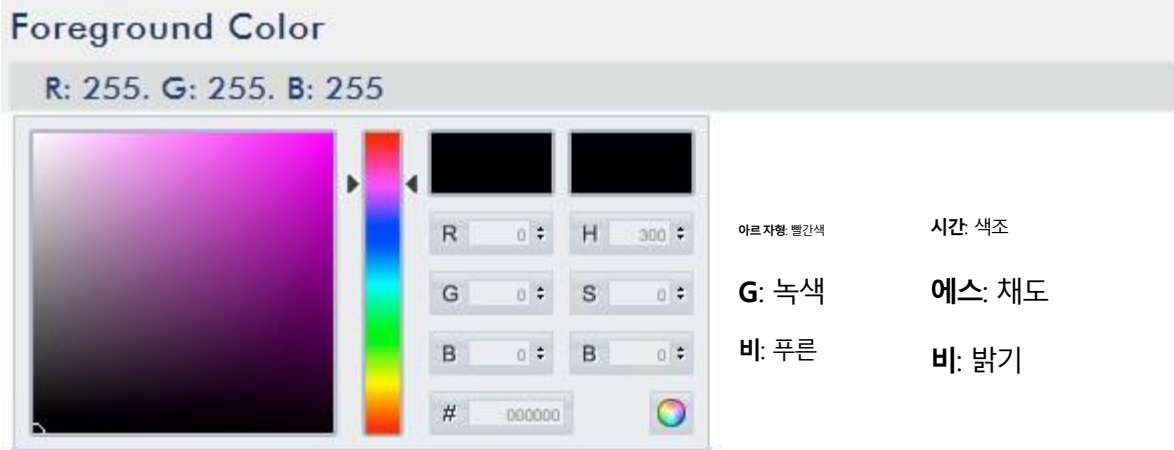 Foreground Color
R: 255. G: 255. B: 255
R 0 H 300
G 0 S 0
B 0 B 0
# 000000
아르 자형: 빨간색 시간: 색조
G: 녹색 에스: 채도
비: 푸른 비: 밝기